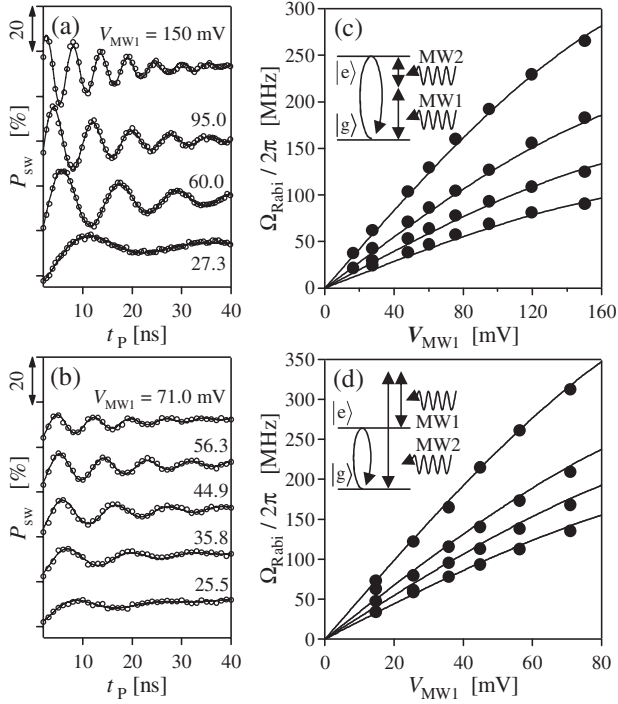 (a)
20
V_MW1 = 150 mV
95.0
60.0
27.3
P_sw [%]
0 10 20 30 40
t_P [ns]
(b)
20
V_MW1 = 71.0 mV
56.3
44.9
35.8
25.5
P_sw [%]
0 10 20 30 40
t_P [ns]
(c)
300
250
200
150
100
50
0
Ω_Rabi / 2π [MHz]
|e⟩
|g⟩
MW2
MW1
0 40 80 120 160
V_MW1 [mV]
(d)
350
300
250
200
150
100
50
0
Ω_Rabi / 2π [MHz]
|e⟩
|g⟩
MW1
MW2
0 20 40 60 80
V_MW1 [mV]